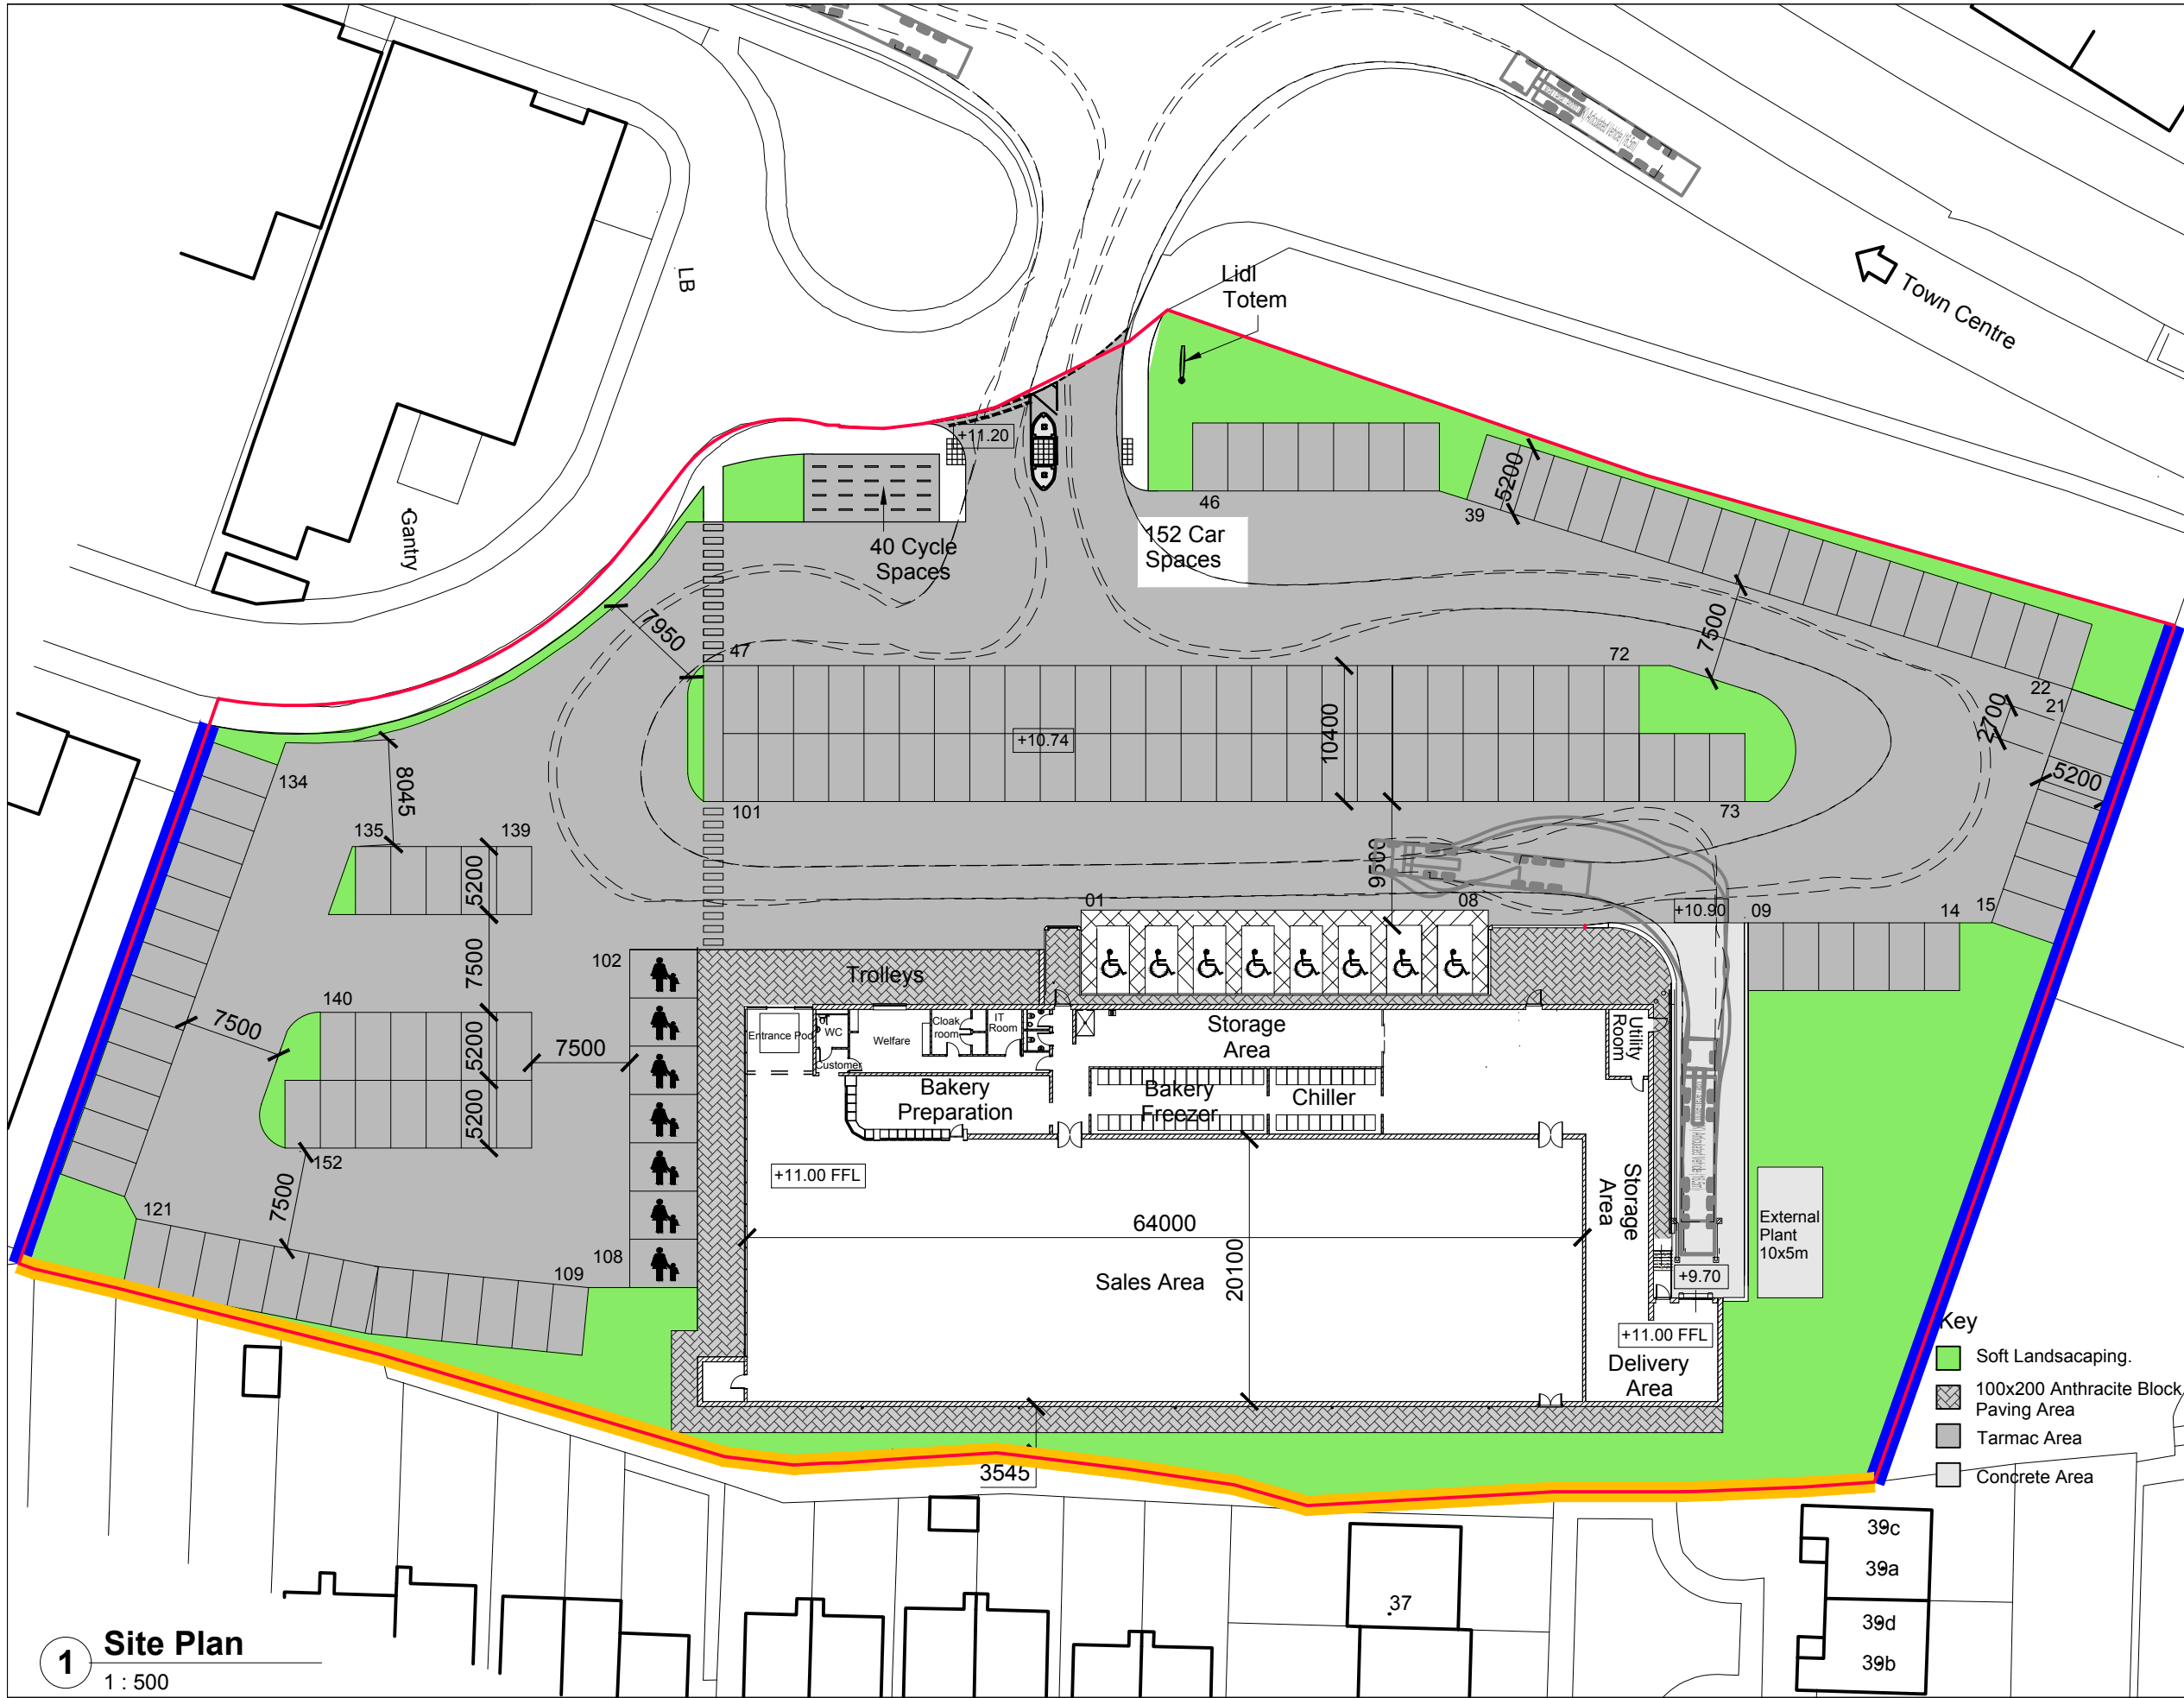 LB
Gantry
Lidl
Totem
Town Centre
+11.20
46
5200
39
40 Cycle
Spaces
152 Car
Spaces
7950
47
72
7500
22
21
2700
5200
+10.74
10400
134
8045
135
139
101
73
5200
9500
01
08
+10.90
09
14
15
102
Trolleys
7500
140
7500
5200
7500
5200
Entrance Pod
WC
Customer
Welfare
Cloak
room
IT
Room
Storage
Area
Utility
Room
Bakery
Preparation
Bakery
Freezer
Chiller
152
7500
121
108
109
+11.00 FFL
64000
20100
Sales Area
Storage
Area
External
Plant
10x5m
+9.70
+11.00 FFL
Delivery
Area
3545
Key
Soft Landsacaping.
100x200 Anthracite Block
Paving Area
Tarmac Area
Concrete Area
37
39c
39a
39d
39b
1
Site Plan
1 : 500